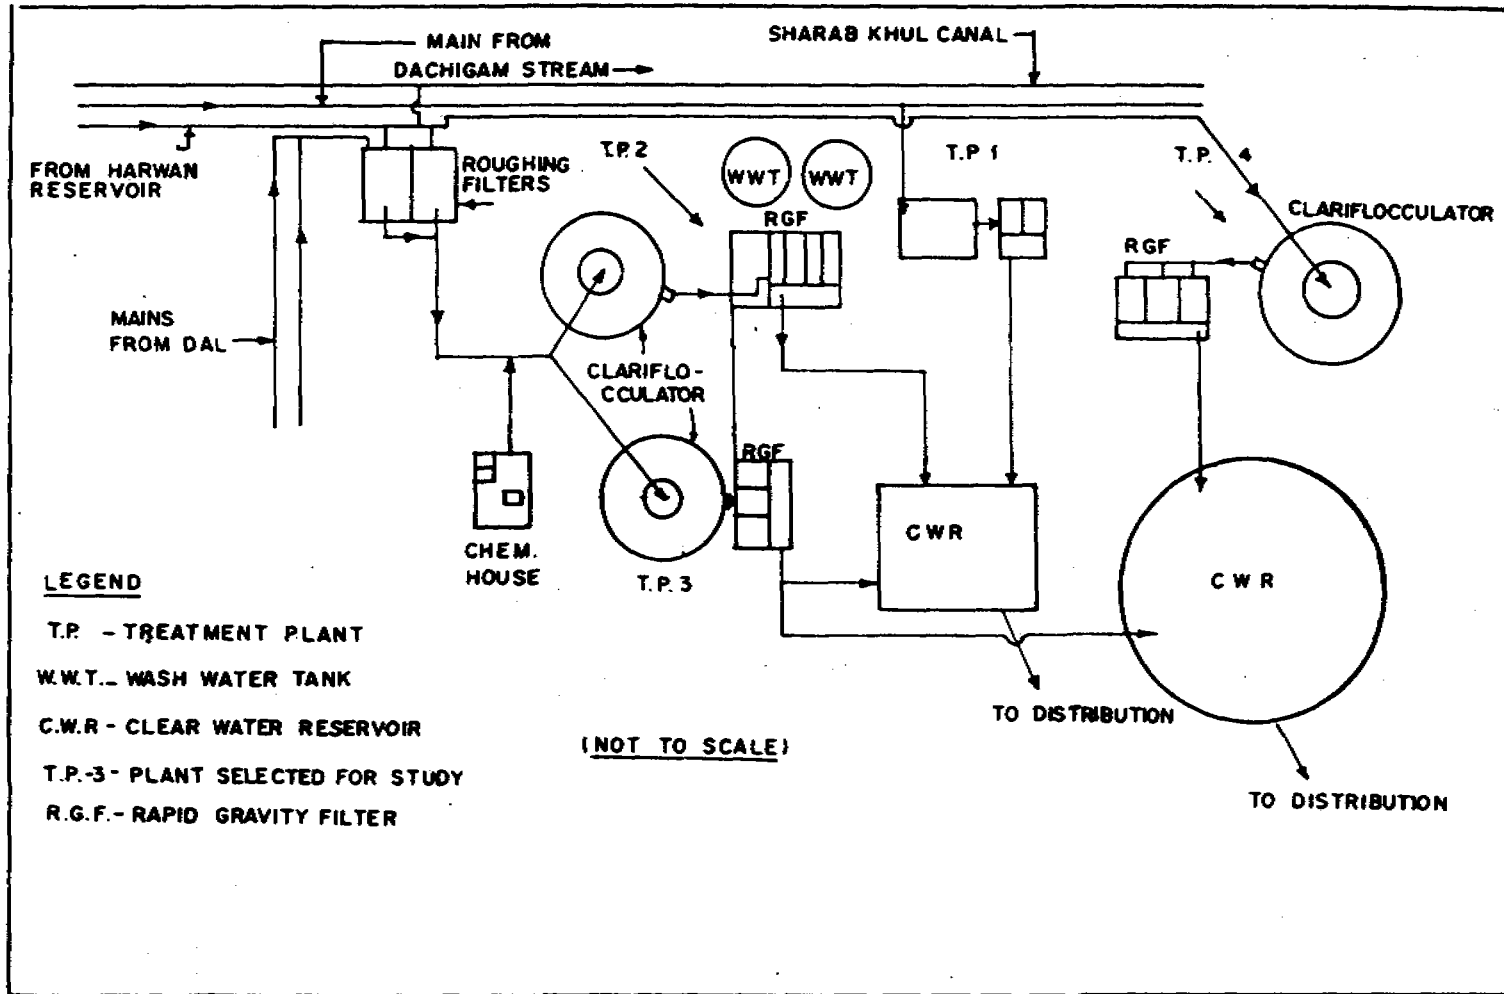 MAIN FROM
DACHIGAM STREAM
SHARAB KHUL CANAL
FROM HARWAN
RESERVOIR
ROUGHING
FILTERS
T.P. 2
WWT
WWT
T.P 1
T.P. 4
CLARIFLOCCULATOR
RGF
RGF
MAINS
FROM DAL
CLARIFLO-
CCULATOR
RGF
CHEM.
HOUSE
T.P. 3
CWR
CWR
TO DISTRIBUTION
TO DISTRIBUTION
LEGEND
T.P. - TREATMENT PLANT
W.W.T. - WASH WATER TANK
C.W.R - CLEAR WATER RESERVOIR
T.P.-3- PLANT SELECTED FOR STUDY
R.G.F.- RAPID GRAVITY FILTER
(NOT TO SCALE)